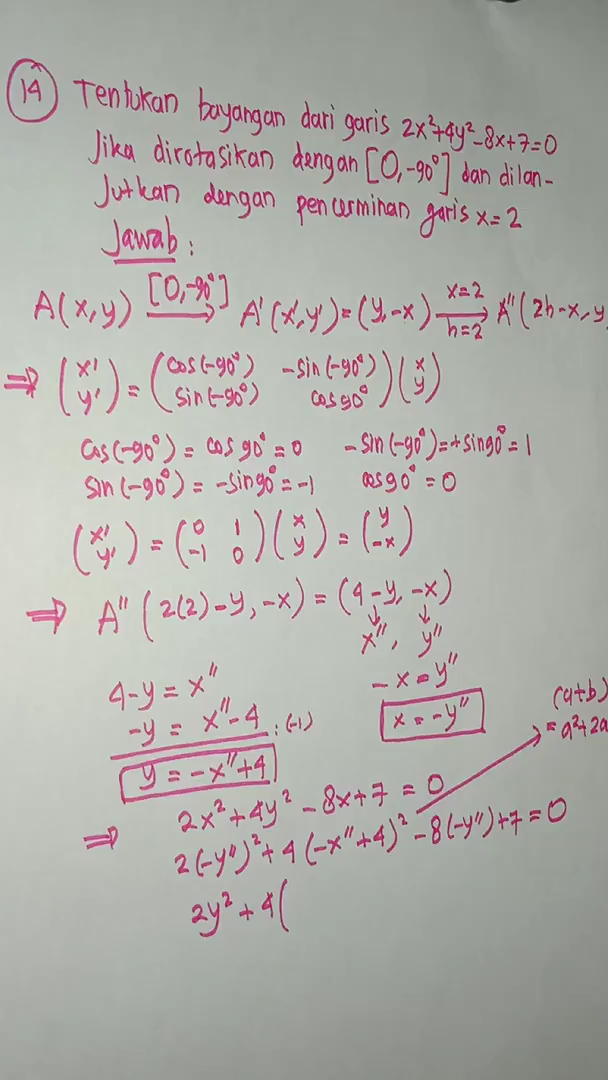 14 Tentukan bayangan dari garis 2x²+4y²-8x+7=0
Jika dirotasikan dengan [0,-90°] dan dilan-
Jutkan dengan pencerminan garis x=2
Jawab:
A(x,y) [0,-90°]→ A'(x',y')=(y,-x) x=2→ h=2 A''(2h-x,y
⇒ (x' y') = (cos(-90°) -sin(-90°) sin(-90°) cos90°)(x y)
cos(-90°) = cos 90° = 0 -sin(-90°)=+sin90°=1
sin(-90°) = -sin90° = -1 cos90° = 0
(x' y') = (0 1 -1 0)(x y) = (y -x)
⇒ A''(2(2)-y,-x) = (4-y,-x)
↓ ↓
x'', y''
4-y = x'' -x = y''
-y = x''-4 :(-1) x = -y''
y = -x''+4
(a+b)
= a²+2a
⇒ 2x²+4y²-8x+7 = 0
2(-y'')²+4(-x''+4)²-8(-y'')+7=0
2y²+4(